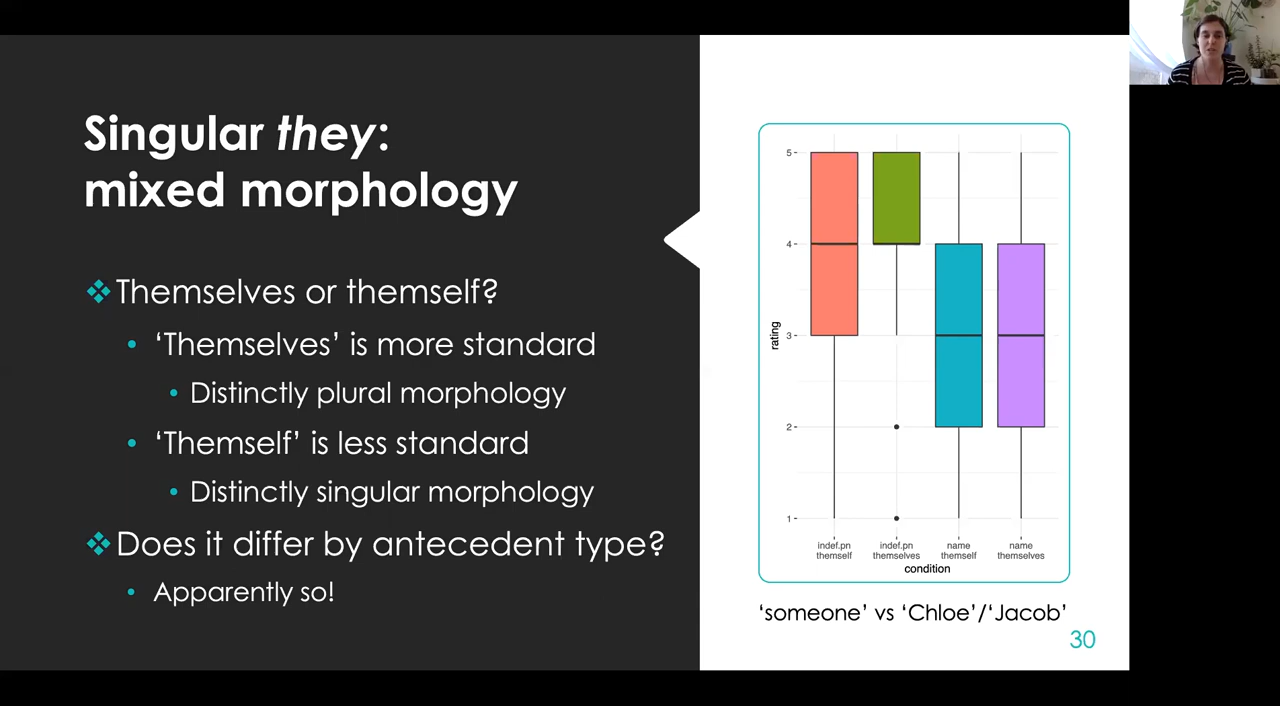 Singular they:
mixed morphology
❖Themselves or themself?
• ‘Themselves’ is more standard
• Distinctly plural morphology
• ‘Themself’ is less standard
• Distinctly singular morphology
❖Does it differ by antecedent type?
• Apparently so!
5
4
3
2
1
rating
indef.pn themself
indef.pn themselves
name themself
name themselves
condition
‘someone’ vs ‘Chloe’/‘Jacob’
30